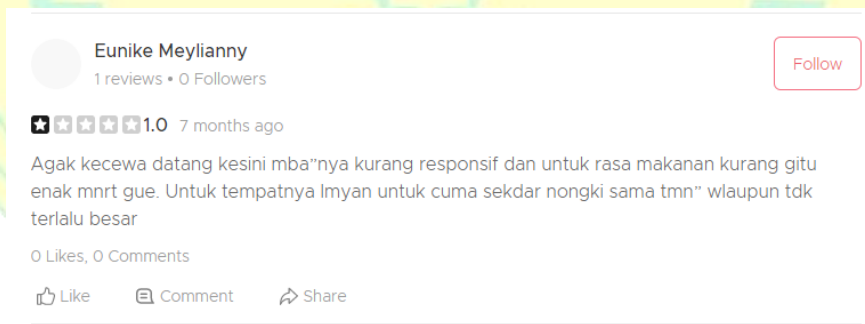 Eunike Meylianny
1 reviews • 0 Followers
Follow
1.0 7 months ago
Agak kecewa datang kesini mba”nya kurang responsif dan untuk rasa makanan kurang gitu
enak mnrt gue. Untuk tempatnya lmyan untuk cuma sekdar nongki sama tmn” wlaupun tdk
terlalu besar
0 Likes, 0 Comments
Like Comment Share